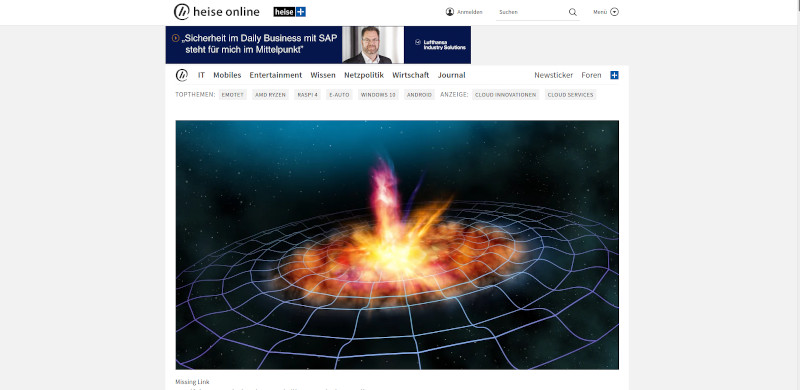 heise online heise + Anmelden Suchen Menü
„Sicherheit im Daily Business mit SAP
steht für mich im Mittelpunkt"
Lufthansa
Industry Solutions
IT Mobiles Entertainment Wissen Netzpolitik Wirtschaft Journal Newsticker Foren +
TOPTHEMEN: EMOTET AMD RYZEN RASPI 4 E-AUTO WINDOWS 10 ANDROID ANZEIGE: CLOUD INNOVATIONEN CLOUD SERVICES
Missing Link